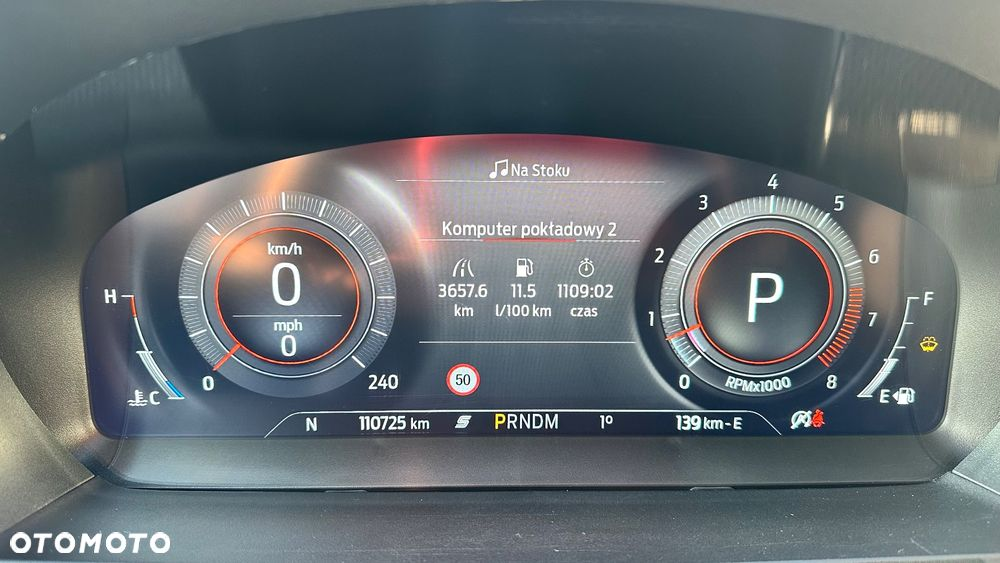 Na Stoku
Komputer pokładowy 2
3657.6 11.5 1109:02
km l/100 km czas
50
km/h
0
mph
0
0 240
H
C
0 1 2 3 4 5 6 7 8
P
RPMx1000
F
E
N 110725 km S PRNDM 1° 139 km - E
A
OTOMOTO